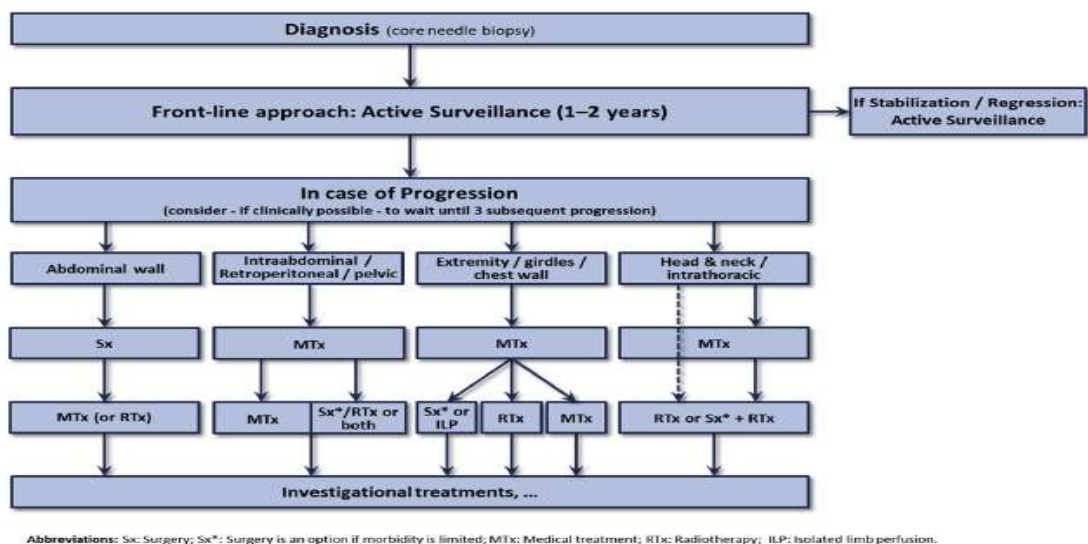 Diagnosis (core needle biopsy)
Front-line approach: Active Surveillance (1–2 years)
If Stabilization / Regression:
Active Surveillance
In case of Progression
(consider - if clinically possible - to wait until 3 subsequent progression)
Abdominal wall
Intraabdominal /
Retroperitoneal / pelvic
Extremity / girdles /
chest wall
Head & neck /
intrathoracic
Sx
MTx
MTx
MTx
MTx (or RTx)
MTx
Sx*/RTx or
both
Sx* or
ILP
RTx
MTx
RTx or Sx* + RTx
Investigational treatments, ...
Abbreviations: Sx: Surgery; Sx*: Surgery is an option if morbidity is limited; MTx: Medical treatment; RTx: Radiotherapy; ILP: Isolated limb perfusion.